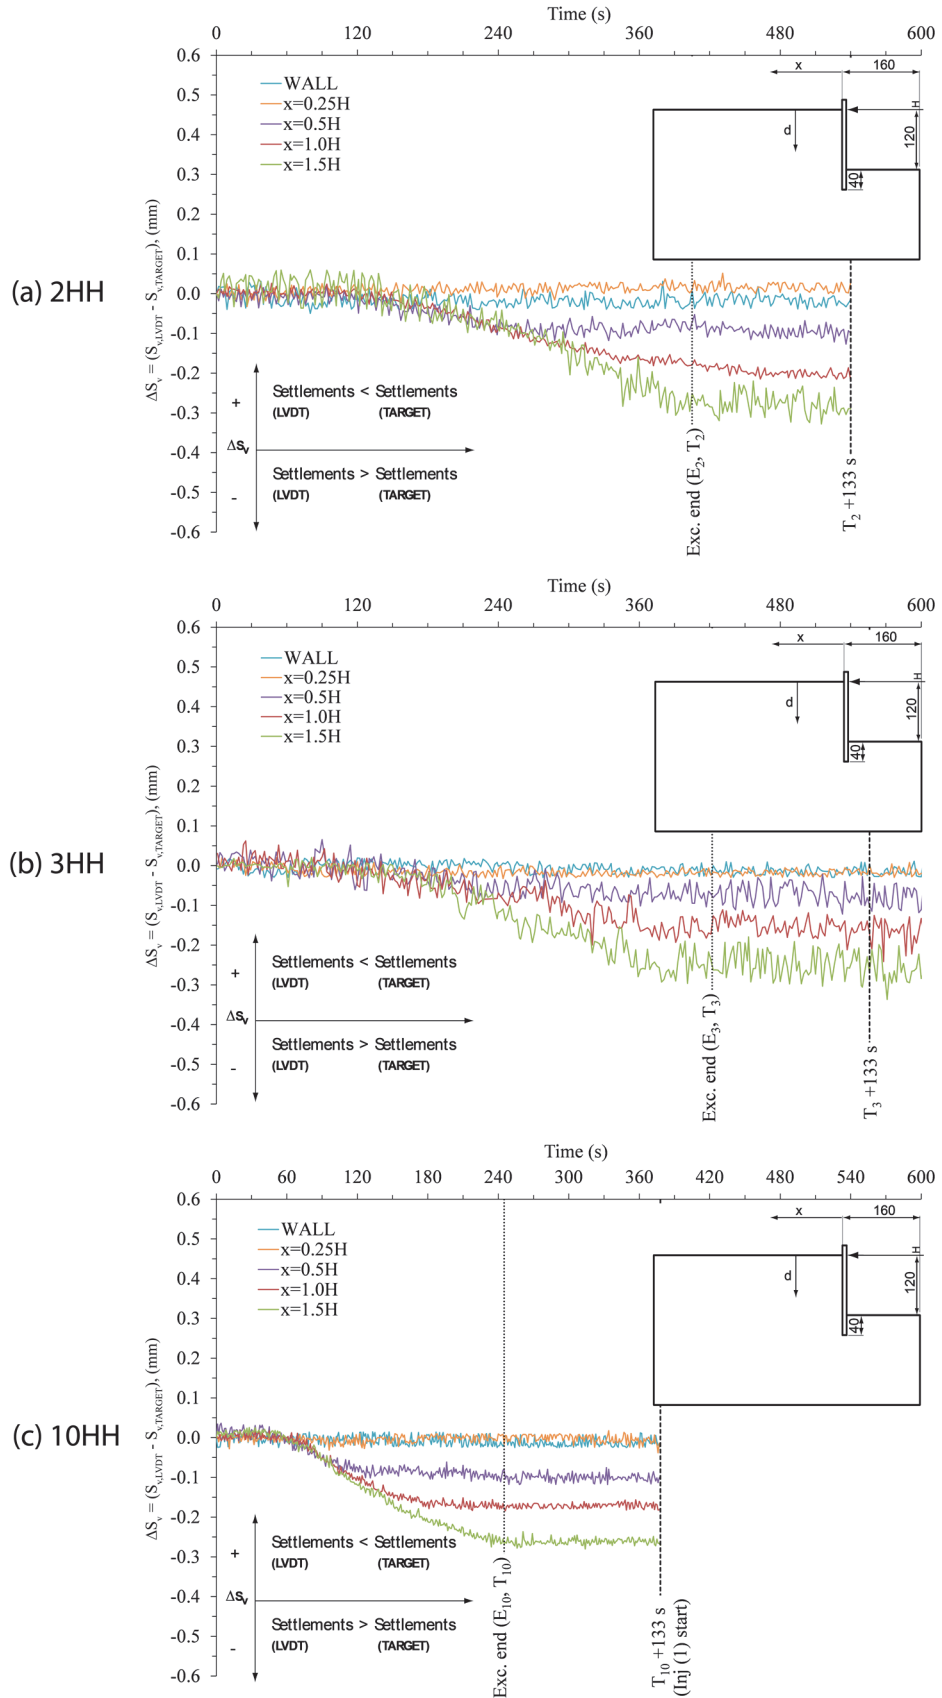 Time (s)
0 120 240 360 480 600
0.6
0.5
0.4
0.3
0.2
0.1
0.0
-0.1
-0.2
-0.3
-0.4
-0.5
-0.6
ΔSv = (Sv,LVDT - Sv,TARGET), (mm)
(a) 2HH
WALL
x=0.25H
x=0.5H
x=1.0H
x=1.5H
x 160
H
d
120
40
+
ΔSv
-
Settlements < Settlements
(LVDT) (TARGET)
Settlements > Settlements
(LVDT) (TARGET)
Exc. end (E2, T2)
T2 +133 s
Time (s)
0 120 240 360 480 600
0.6
0.5
0.4
0.3
0.2
0.1
0.0
-0.1
-0.2
-0.3
-0.4
-0.5
-0.6
ΔSv = (Sv,LVDT - Sv,TARGET), (mm)
(b) 3HH
WALL
x=0.25H
x=0.5H
x=1.0H
x=1.5H
x 160
H
d
120
40
+
ΔSv
-
Settlements < Settlements
(LVDT) (TARGET)
Settlements > Settlements
(LVDT) (TARGET)
Exc. end (E3, T3)
T3 +133 s
Time (s)
0 60 120 180 240 300 360 420 480 540 600
0.6
0.5
0.4
0.3
0.2
0.1
0.0
-0.1
-0.2
-0.3
-0.4
-0.5
-0.6
ΔSv = (Sv,LVDT - Sv,TARGET), (mm)
(c) 10HH
WALL
x=0.25H
x=0.5H
x=1.0H
x=1.5H
x 160
H
d
120
40
+
ΔSv
-
Settlements < Settlements
(LVDT) (TARGET)
Settlements > Settlements
(LVDT) (TARGET)
Exc. end (E10, T10)
T10 +133 s
(Inj (1) start)